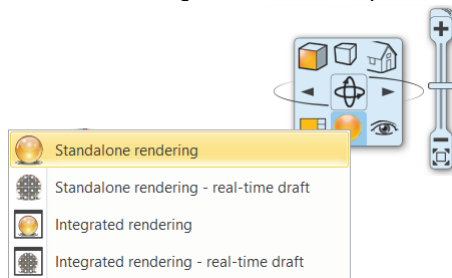 Standalone rendering
Standalone rendering - real-time draft
Integrated rendering
Integrated rendering - real-time draft